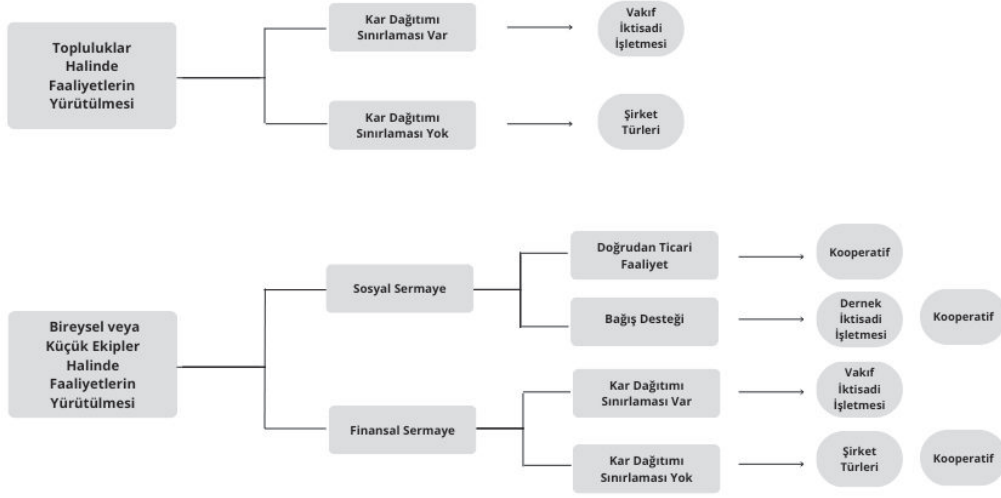 Topluluklar
Halinde
Faaliyetlerin
Yürütülmesi
Kar Dağıtımı
Sınırlaması Var
Vakıf
İktisadi
İşletmesi
Kar Dağıtımı
Sınırlaması Yok
Şirket
Türleri
Bireysel veya
Küçük Ekipler
Halinde
Faaliyetlerin
Yürütülmesi
Sosyal Sermaye
Doğrudan Ticari
Faaliyet
Kooperatif
Bağış Desteği
Dernek
İktisadi
İşletmesi
Kooperatif
Finansal Sermaye
Kar Dağıtımı
Sınırlaması Var
Vakıf
İktisadi
İşletmesi
Kar Dağıtımı
Sınırlaması Yok
Şirket
Türleri
Kooperatif